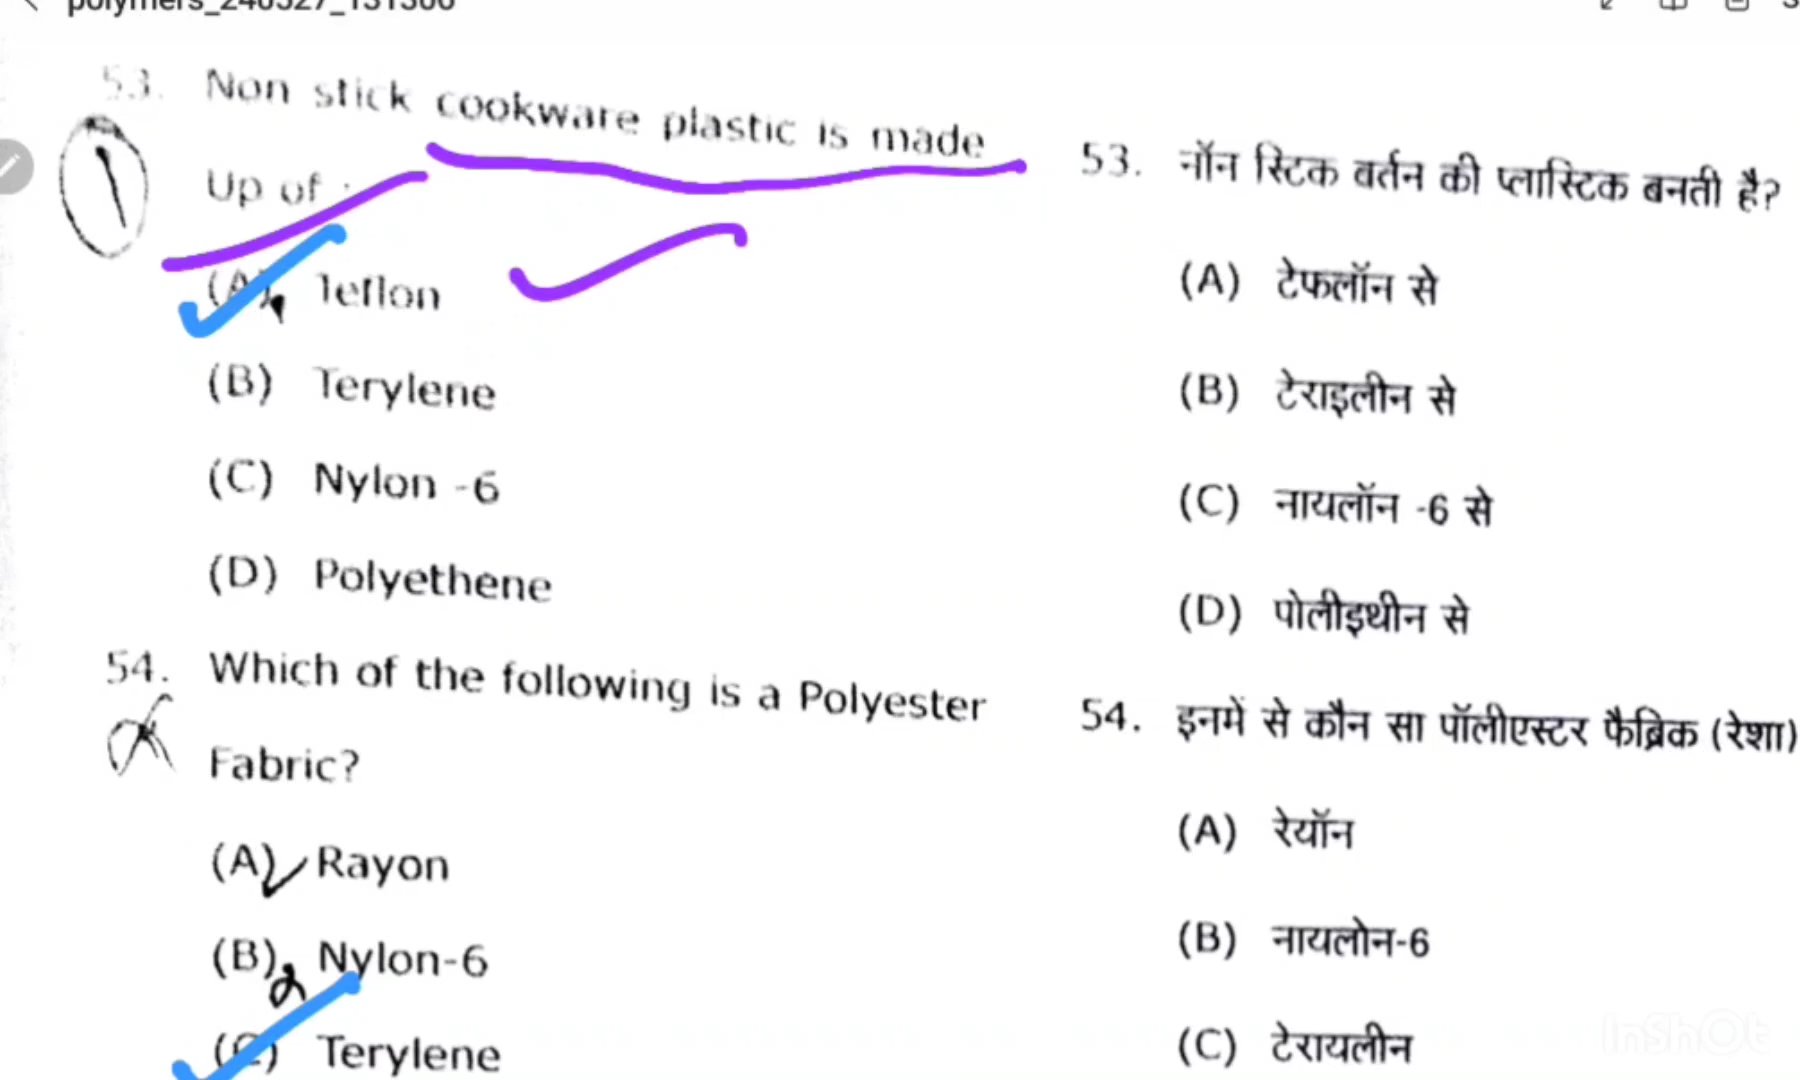 polymers_240527_131306
53. Non stick cookware plastic is made
Up of :
(A) Teflon
(B) Terylene
(C) Nylon -6
(D) Polyethene
54. Which of the following is a Polyester
Fabric?
(A) Rayon
(B) Nylon-6
(C) Terylene
53. नॉन स्टिक बर्तन की प्लास्टिक बनती है?
(A) टेफलॉन से
(B) टेराइलीन से
(C) नायलॉन -6 से
(D) पोलीइथीन से
54. इनमें से कौन सा पॉलीएस्टर फैब्रिक (रेशा)
(A) रेयॉन
(B) नायलोन-6
(C) टेरायलीन
InShOt